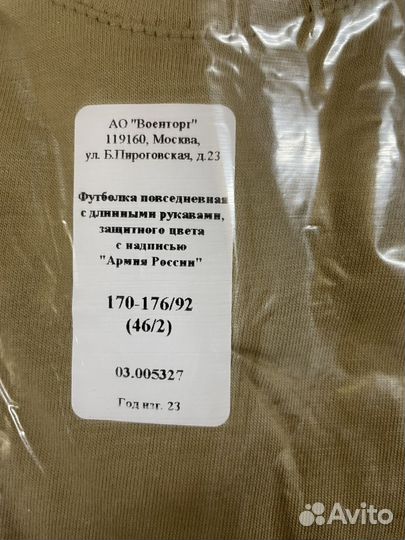 АО "Военторг"
119160, Москва,
ул. Б.Пироговская, д.23
Футболка повседневная
с длинными рукавами,
защитного цвета
с надписью
"Армия России"
170-176/92
(46/2)
03.005327
Год изг. 23
Avito